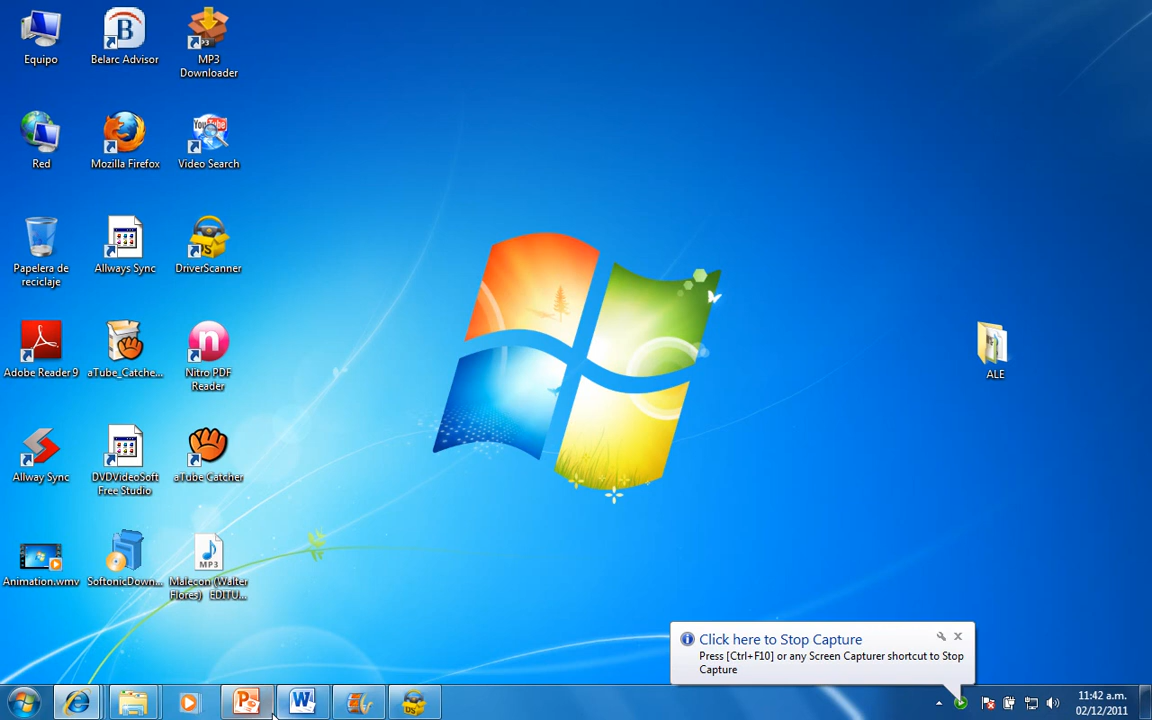 Equipo
Belarc Advisor
MP3
Downloader
Red
Mozilla Firefox
YouTube
Video Search
Papelera de
reciclaje
Allways Sync
DS
DriverScanner
Adobe Reader 9
aTube_Catche...
n
Nitro PDF
Reader
Allway Sync
DVDVideoSoft
Free Studio
aTube Catcher
Animation.wmv
SoftonicDown...
MP3
Malecon (Walter
Flores) EDITU...
ALE
Click here to Stop Capture
Press [Ctrl+F10] or any Screen Capturer shortcut to Stop
Capture
11:42 a.m.
02/12/2011